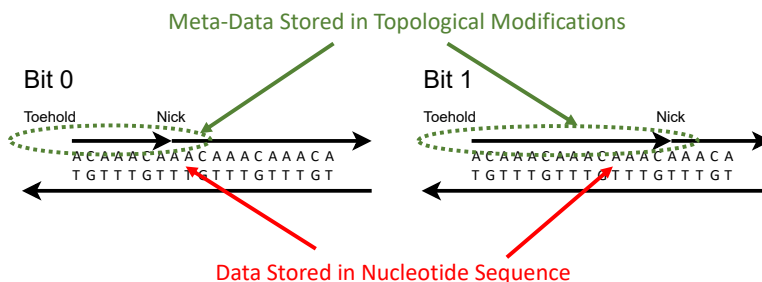 Meta-Data Stored in Topological Modifications
Bit 0
Bit 1
Toehold Nick
Toehold Nick
A C A A A C A A A C A A A C A A A C A
T G T T T G T T T G T T T G T T T G T
A C A A A C A A A C A A A C A A A C A
T G T T T G T T T G T T T G T T T G T
Data Stored in Nucleotide Sequence